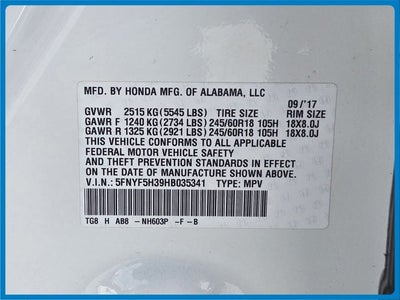 MFD. BY HONDA MFG. OF ALABAMA, LLC
09/'17
GVWR 2515 KG (5545 LBS) TIRE SIZE RIM SIZE
GAWR F 1240 KG(2734 LBS) 245/60R18 105H 18X8.0J
GAWR R 1325 KG(2921 LBS) 245/60R18 105H 18X8.0J
THIS VEHICLE CONFORMS TO ALL APPLICABLE
FEDERAL MOTOR VEHICLE SAFETY
AND THEFT PREVENTION STANDARDS IN EFFECT
ON THE DATE OF MANUFACTURE SHOWN ABOVE.
V.I.N: 5FNYF5H39HB035341 TYPE: MPV
TG8 H AB8 -NH603P -F -B